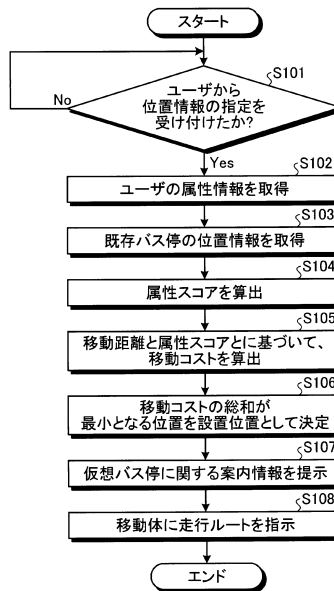 スタート
S101
ユーザから
位置情報の指定を
受け付けたか?
No
Yes
S102
ユーザの属性情報を取得
S103
既存バス停の位置情報を取得
S104
属性スコアを算出
S105
移動距離と属性スコアとに基づいて、
移動コストを算出
S106
移動コストの総和が
最小となる位置を設置位置として決定
S107
仮想バス停に関する案内情報を提示
S108
移動体に走行ルートを指示
エンド